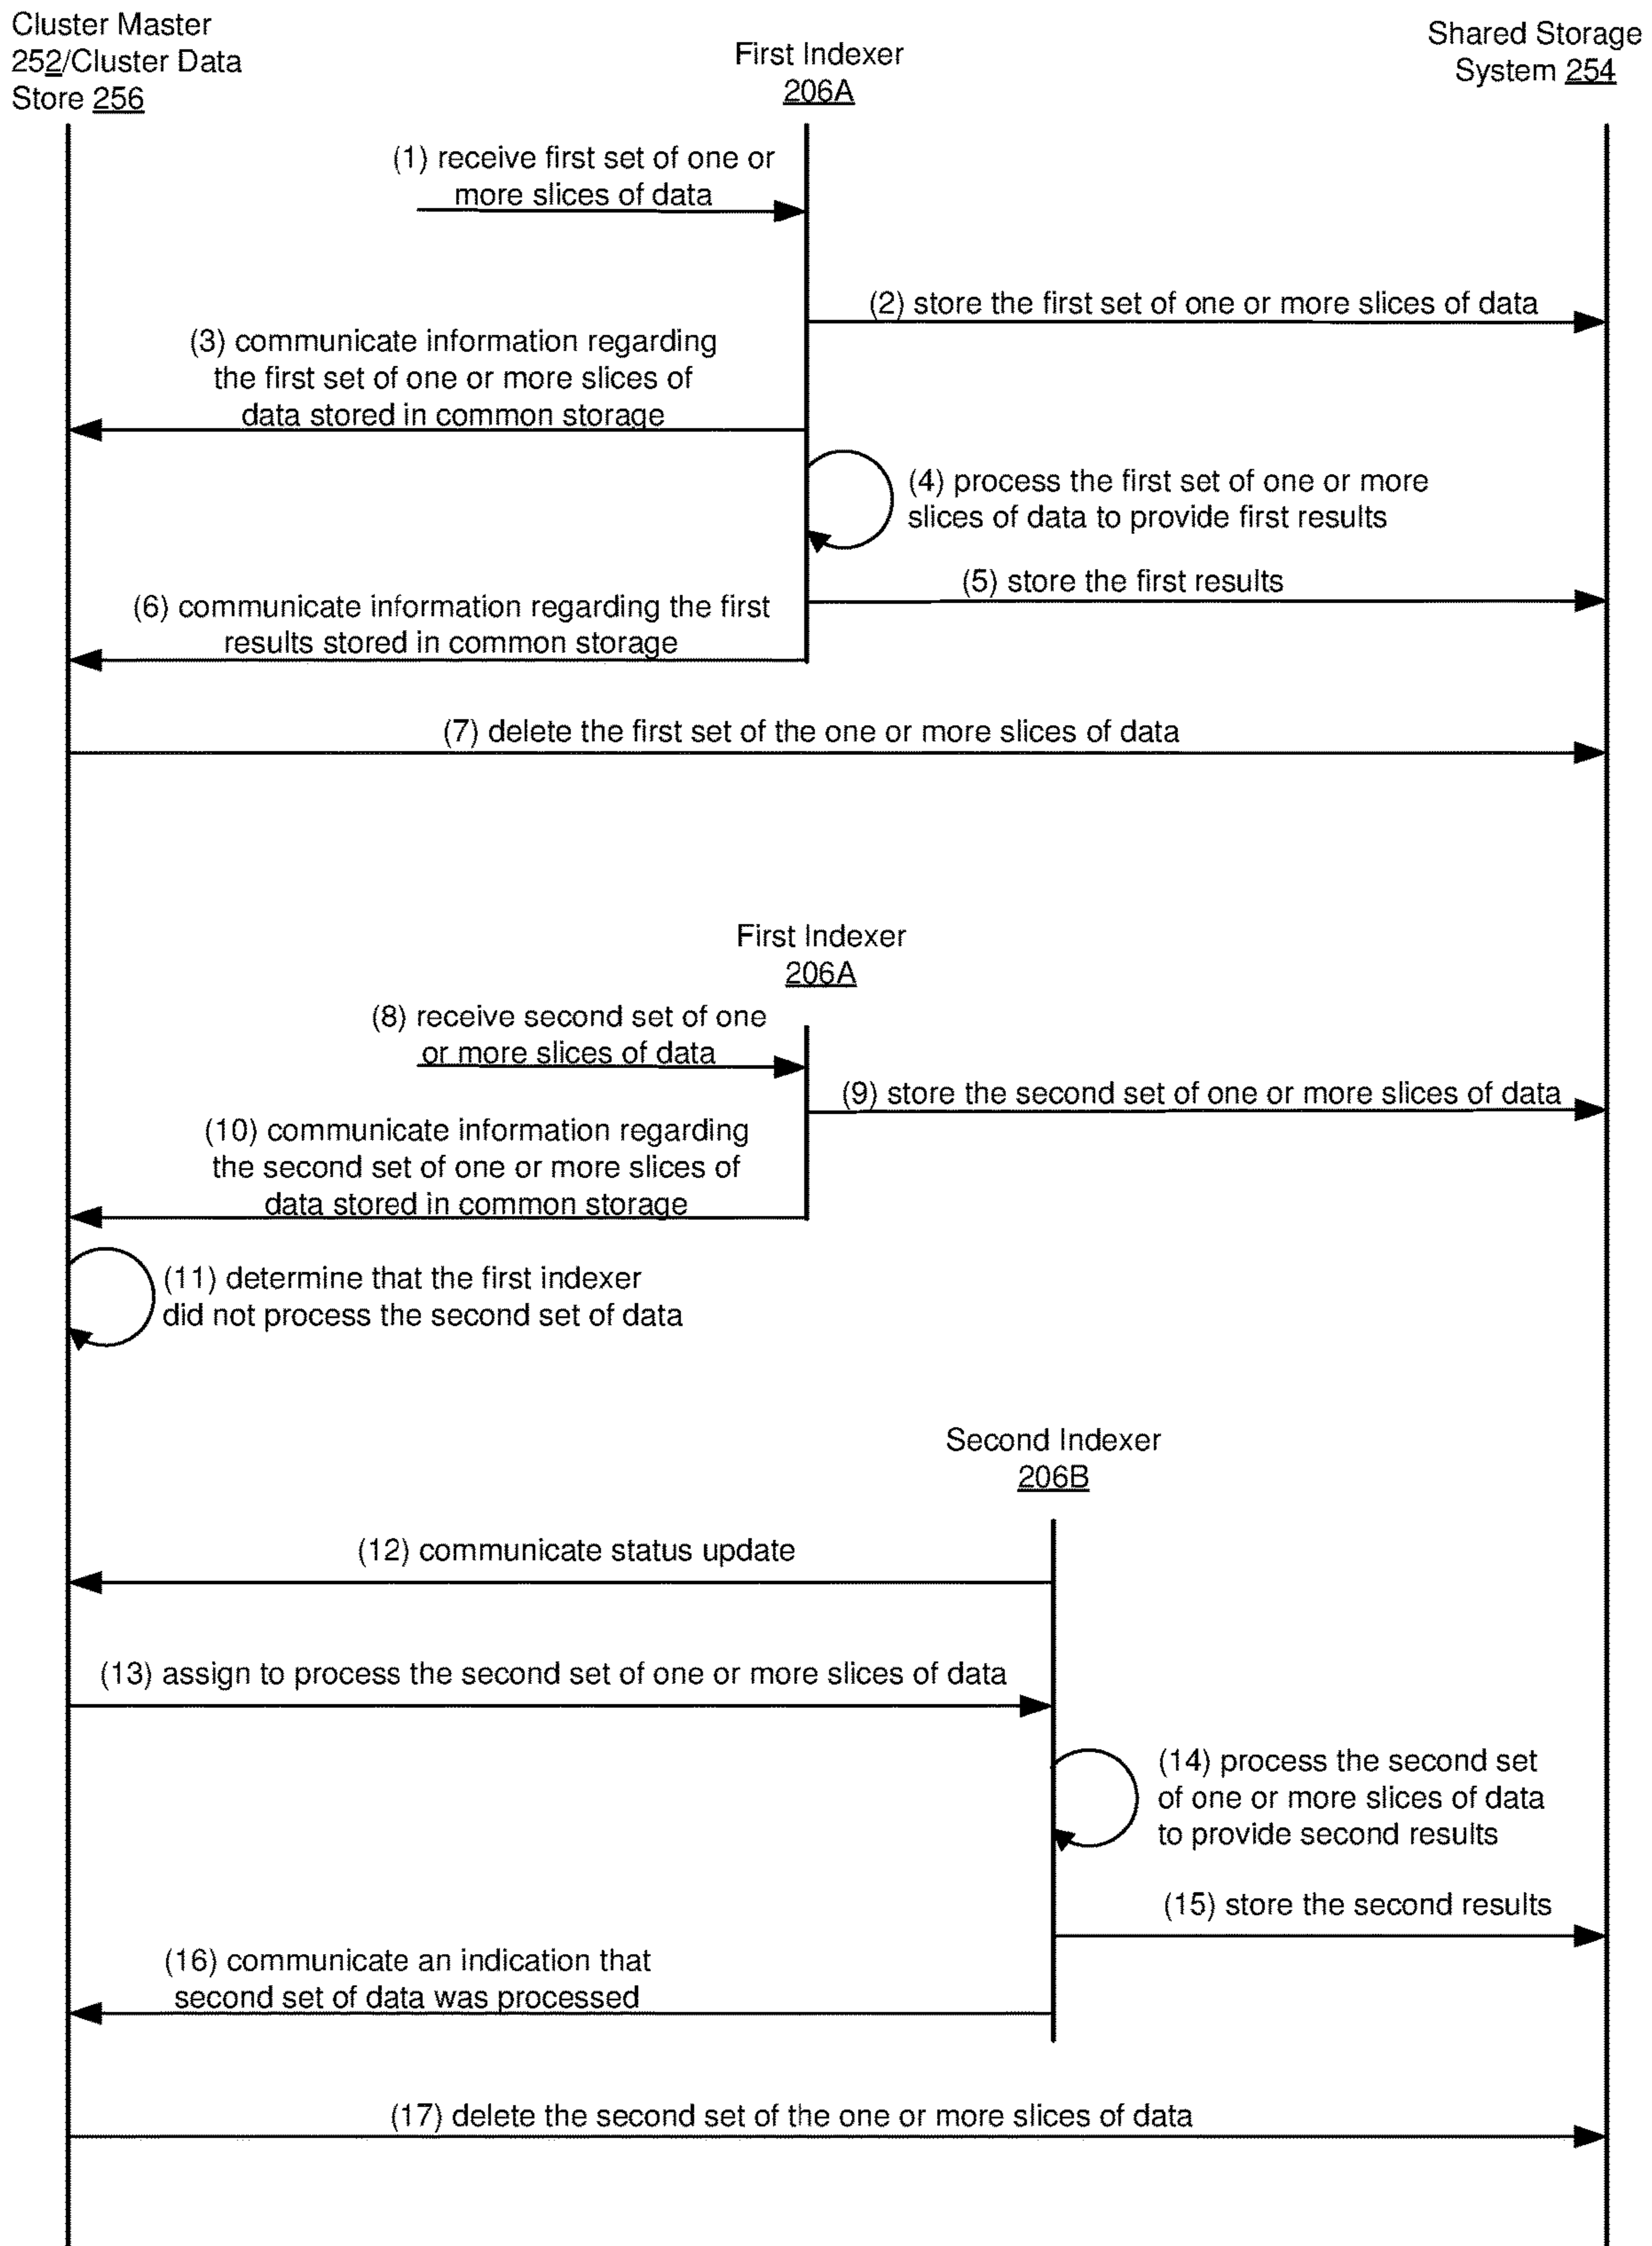 Cluster Master
252/Cluster Data
Store 256
First Indexer
206A
Shared Storage
System 254
(1) receive first set of one or
more slices of data
(2) store the first set of one or more slices of data
(3) communicate information regarding
the first set of one or more slices of
data stored in common storage
(4) process the first set of one or more
slices of data to provide first results
(5) store the first results
(6) communicate information regarding the first
results stored in common storage
(7) delete the first set of the one or more slices of data
First Indexer
206A
(8) receive second set of one
or more slices of data
(9) store the second set of one or more slices of data
(10) communicate information regarding
the second set of one or more slices of
data stored in common storage
(11) determine that the first indexer
did not process the second set of data
Second Indexer
206B
(12) communicate status update
(13) assign to process the second set of one or more slices of data
(14) process the second set
of one or more slices of data
to provide second results
(15) store the second results
(16) communicate an indication that
second set of data was processed
(17) delete the second set of the one or more slices of data